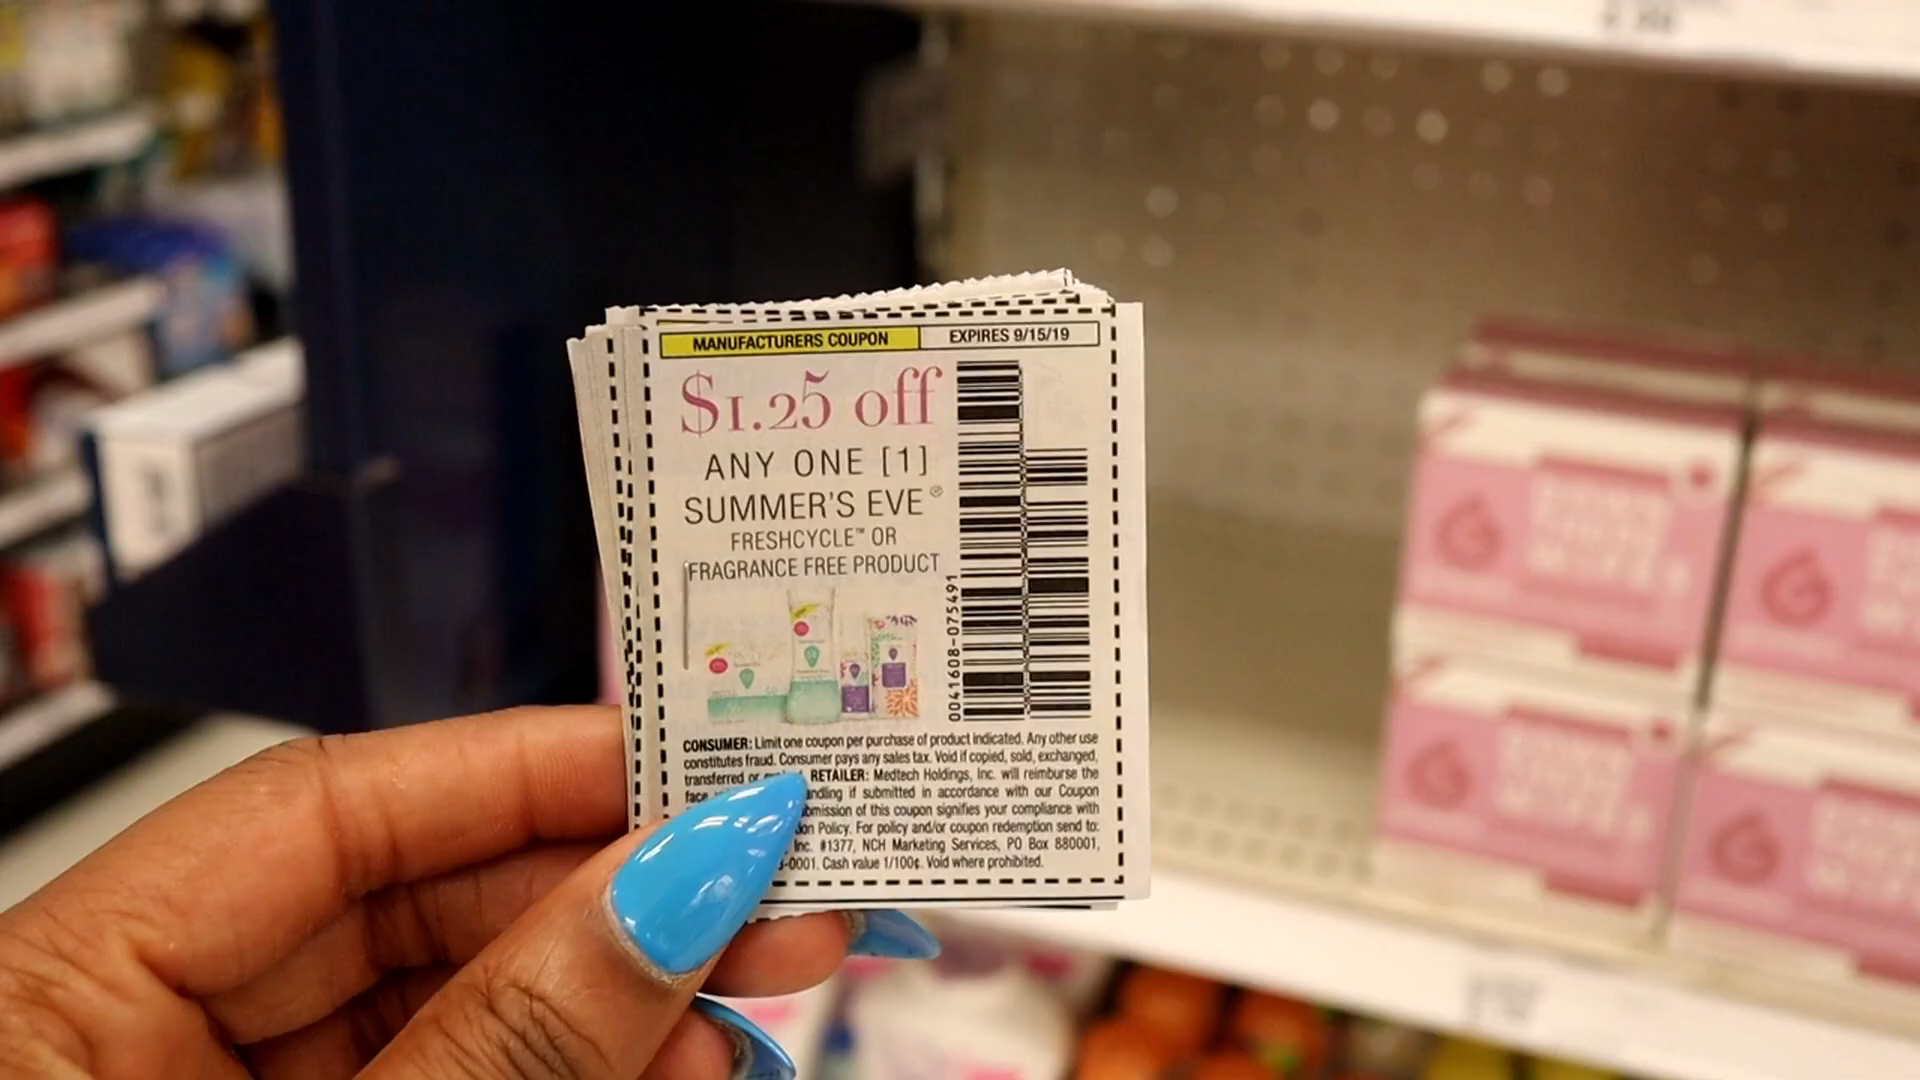 MANUFACTURERS COUPON EXPIRES 9/15/19
$1.25 off
ANY ONE [1]
SUMMER'S EVE®
FRESHCYCLE™ OR
FRAGRANCE FREE PRODUCT
0041608-075491
CONSUMER: Limit one coupon per purchase of product indicated. Any other use
constitutes fraud. Consumer pays any sales tax. Void if copied, sold, exchanged,
transferred or RETAILER: Medtech Holdings, Inc. will reimburse the
face if submitted in accordance with our Coupon
of this coupon signifies your compliance with
Policy. For policy and/or coupon redemption send to:
Inc. #1377, NCH Marketing Services, PO Box 880001,
-0001. Cash value 1/100¢. Void where prohibited.